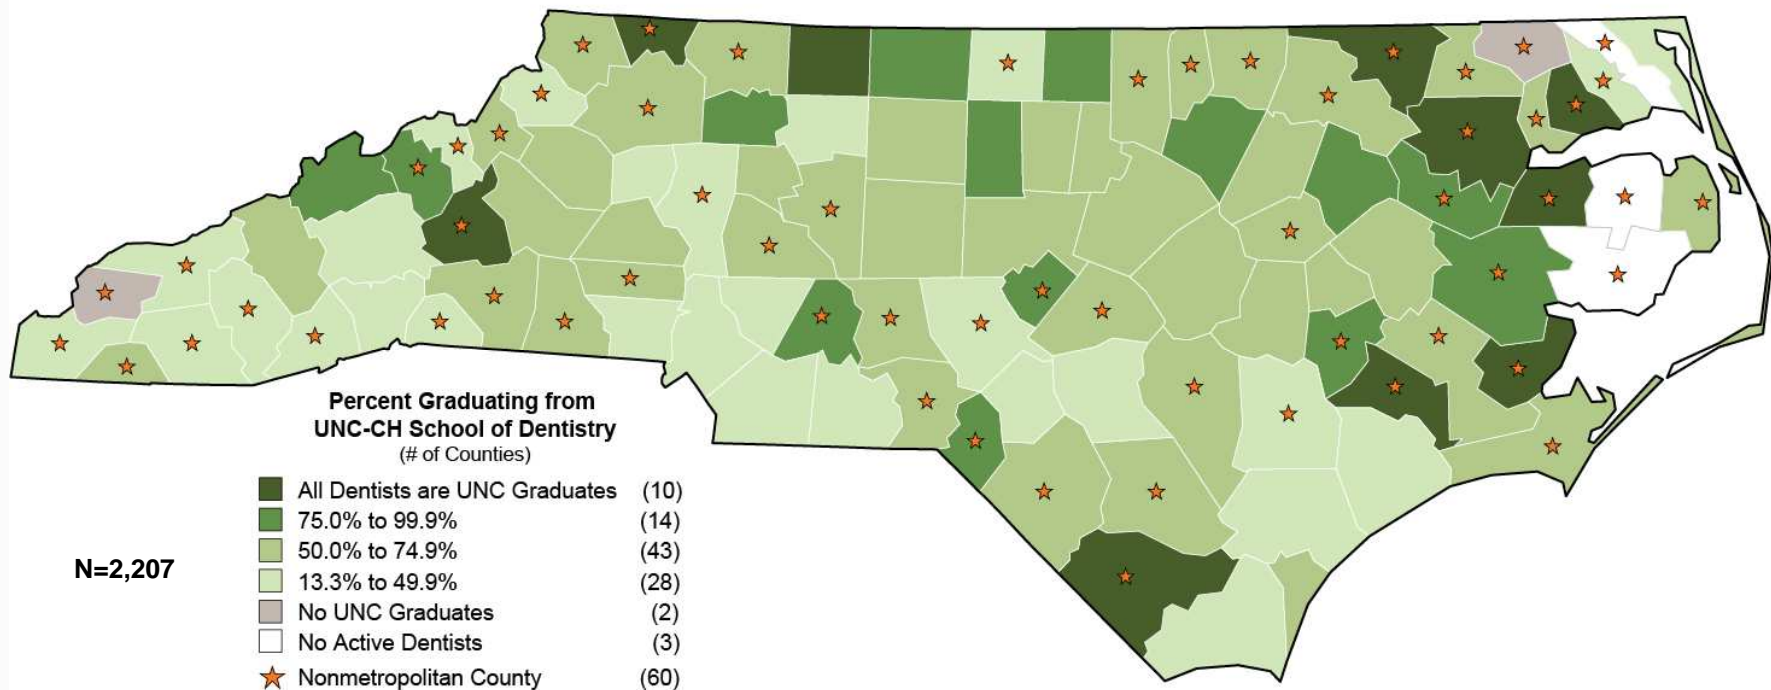 Percent Graduating from
UNC-CH School of Dentistry
(# of Counties)
All Dentists are UNC Graduates (10)
75.0% to 99.9% (14)
50.0% to 74.9% (43)
13.3% to 49.9% (28)
No UNC Graduates (2)
No Active Dentists (3)
Nonmetropolitan County (60)
N=2,207